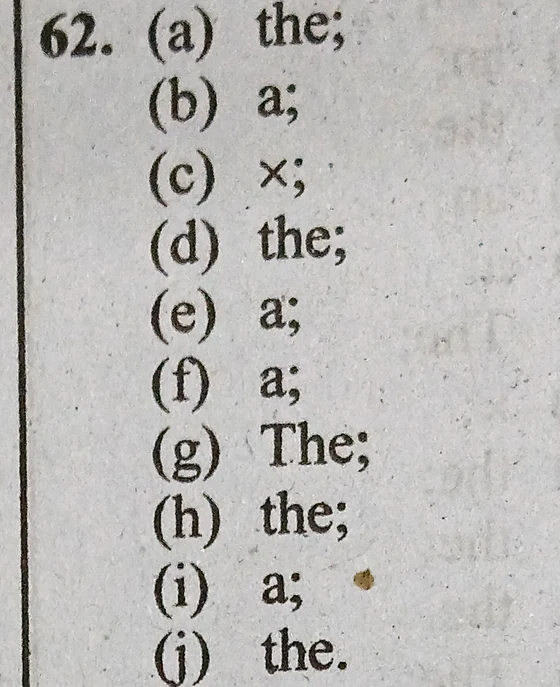 62. (a) the;
(b) a;
(c) ×;
(d) the;
(e) a;
(f) a;
(g) The;
(h) the;
(i) a;
(j) the.